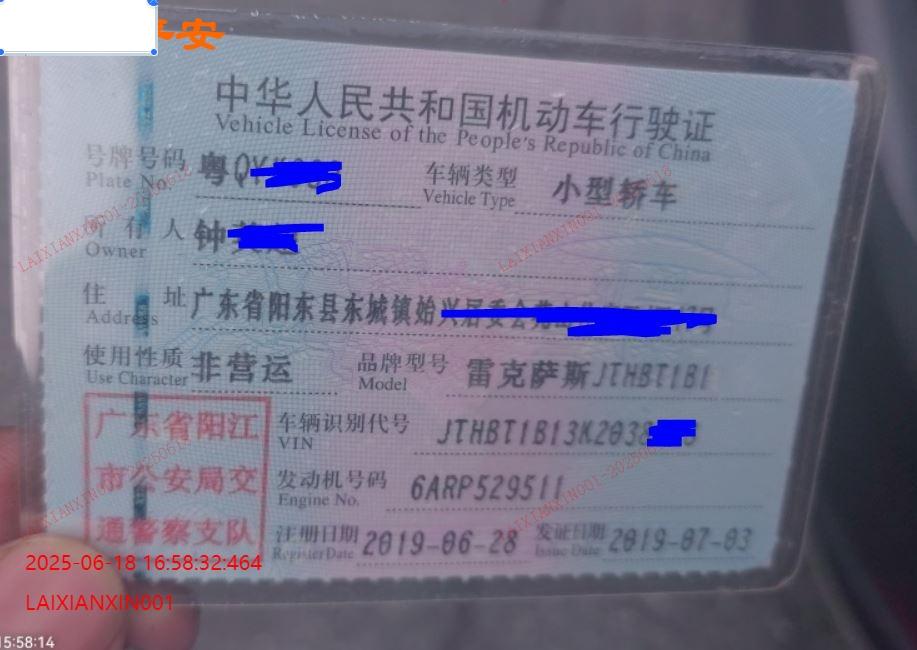 平安
中华人民共和国机动车行驶证
Vehicle License of the People's Republic of China
号牌号码 粤QY 车辆类型 小型轿车
Plate No. Vehicle Type
所有人 钟
Owner
住址 广东省阳东县东城镇始
Address
使用性质 非营运 品牌型号 雷克萨斯JTHBT1B1
Use Character Model
广东省阳江 车辆识别代号 JTHBT1B13K2038
VIN
市公安局交 发动机号码 6ARP529511
Engine No.
通警察支队 注册日期 2019-06-28 发证日期 2019-07-03
Register Date Issue Date
2025-06-18 16:58:32:464
LAIXIANXIN001
15:58:14